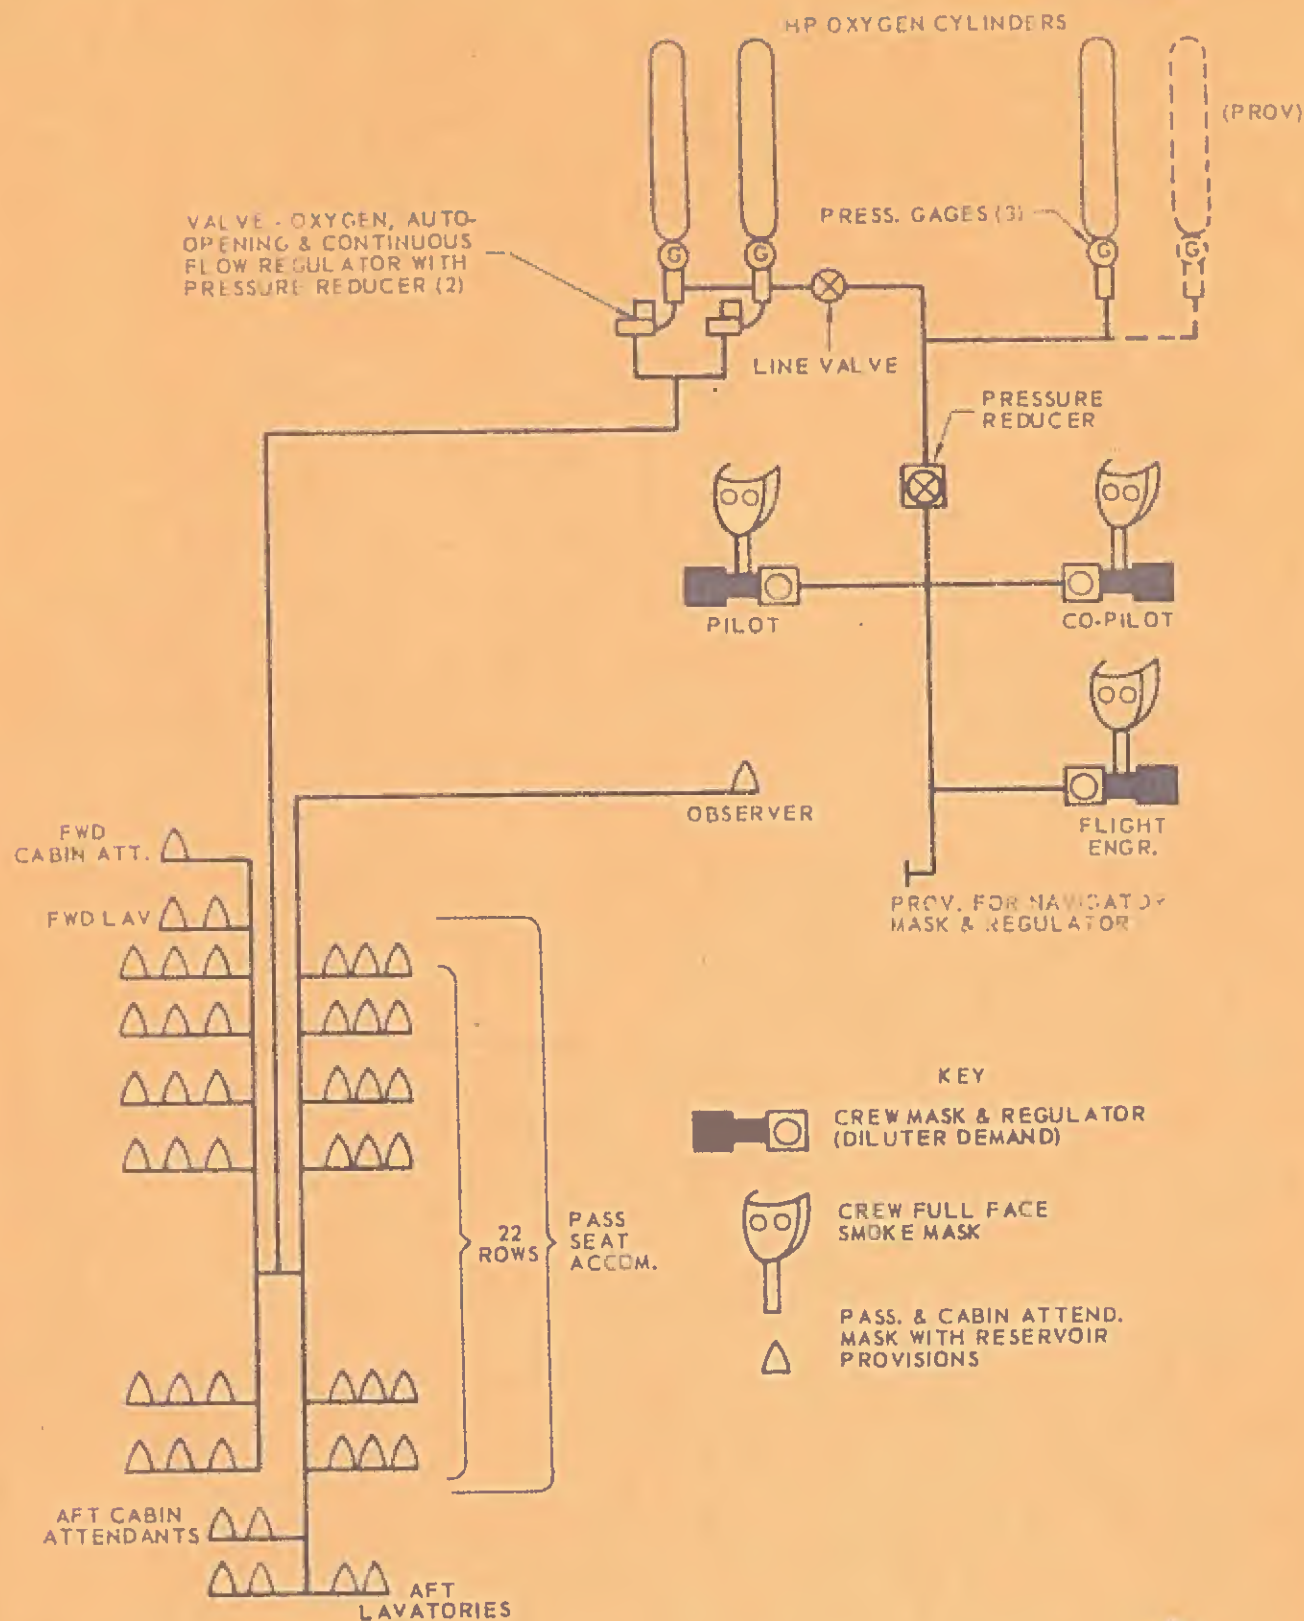 HP OXYGEN CYLINDERS
(PROV)
G
G
G
G
PRESS. GAGES (3)
VALVE - OXYGEN, AUTO-
OPENING & CONTINUOUS
FLOW REGULATOR WITH
PRESSURE REDUCER (2)
LINE VALVE
PRESSURE
REDUCER
PILOT
CO-PILOT
OBSERVER
FLIGHT
ENGR.
FWD
CABIN ATT.
FWD LAV
PROV. FOR NAVIGATOR
MASK & REGULATOR
KEY
CREW MASK & REGULATOR
(DILUTER DEMAND)
CREW FULL FACE
SMOKE MASK
22
ROWS
PASS
SEAT
ACCOM.
PASS. & CABIN ATTEND.
MASK WITH RESERVOIR
PROVISIONS
AFT CABIN
ATTENDANTS
AFT
LAVATORIES